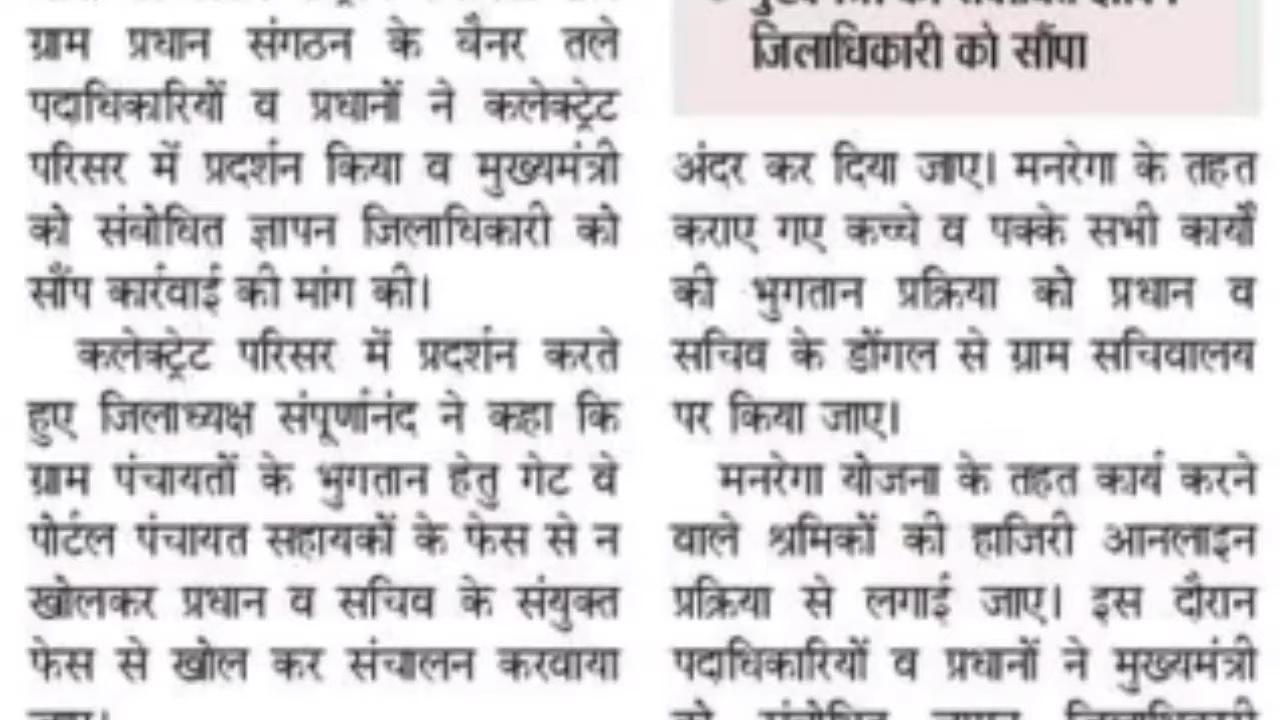 ग्राम प्रधान संगठन के बैनर तले
पदाधिकारियों व प्रधानों ने कलेक्ट्रेट
परिसर में प्रदर्शन किया व मुख्यमंत्री
को संबोधित ज्ञापन जिलाधिकारी को
सौंप कार्रवाई की मांग की।
कलेक्ट्रेट परिसर में प्रदर्शन करते
हुए जिलाध्यक्ष संपूर्णानंद ने कहा कि
ग्राम पंचायतों के भुगतान हेतु गेट वे
पोर्टल पंचायत सहायकों के फेस से न
खोलकर प्रधान व सचिव के संयुक्त
फेस से खोल कर संचालन करवाया
जिलाधिकारी को सौंपा
अंदर कर दिया जाए। मनरेगा के तहत
कराए गए कच्चे व पक्के सभी कार्यों
की भुगतान प्रक्रिया को प्रधान व
सचिव के डोंगल से ग्राम सचिवालय
पर किया जाए।
मनरेगा योजना के तहत कार्य करने
वाले श्रमिकों की हाजिरी आनलाइन
प्रक्रिया से लगाई जाए। इस दौरान
पदाधिकारियों व प्रधानों ने मुख्यमंत्री